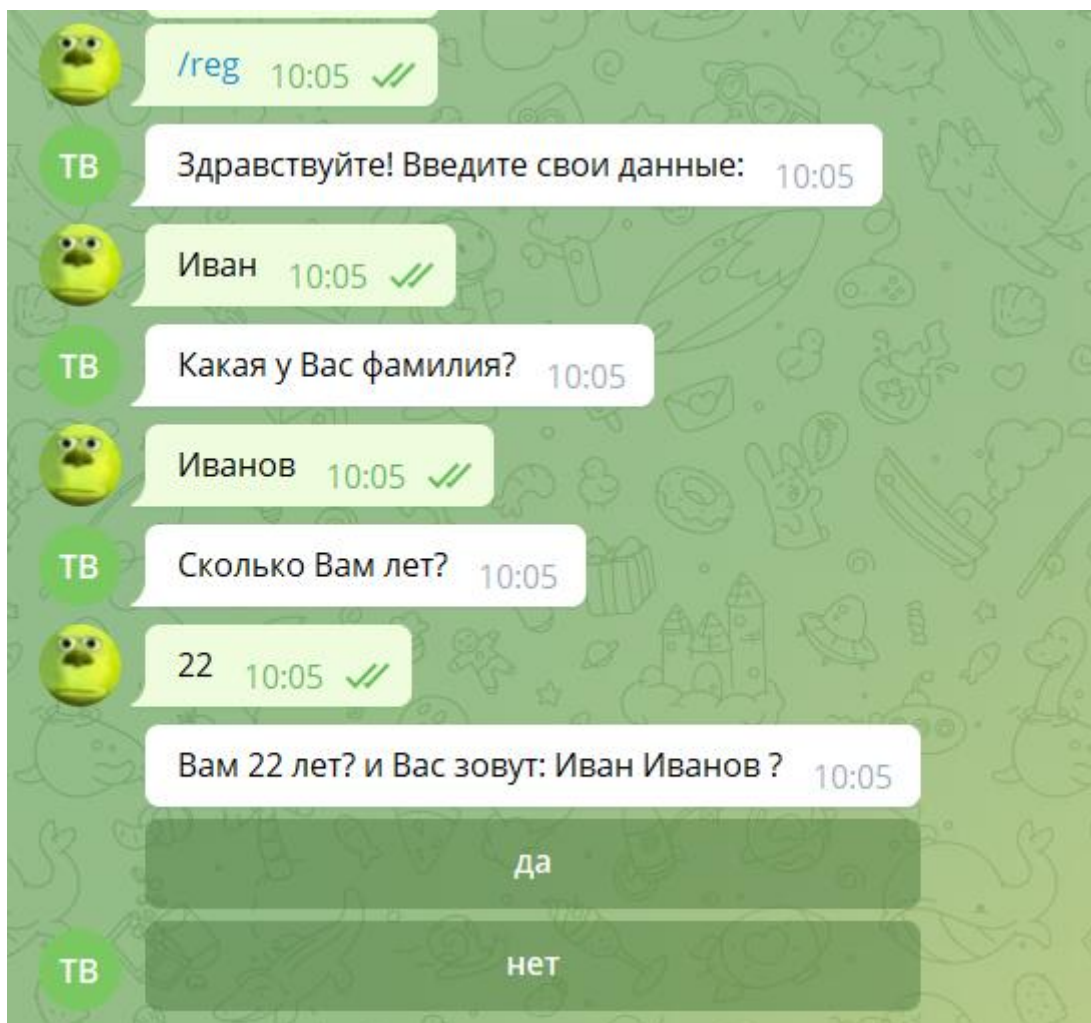 /reg 10:05
ТВ Здравствуйте! Введите свои данные: 10:05
Иван 10:05
ТВ Какая у Вас фамилия? 10:05
Иванов 10:05
ТВ Сколько Вам лет? 10:05
22 10:05
Вам 22 лет? и Вас зовут: Иван Иванов ? 10:05
да
ТВ нет